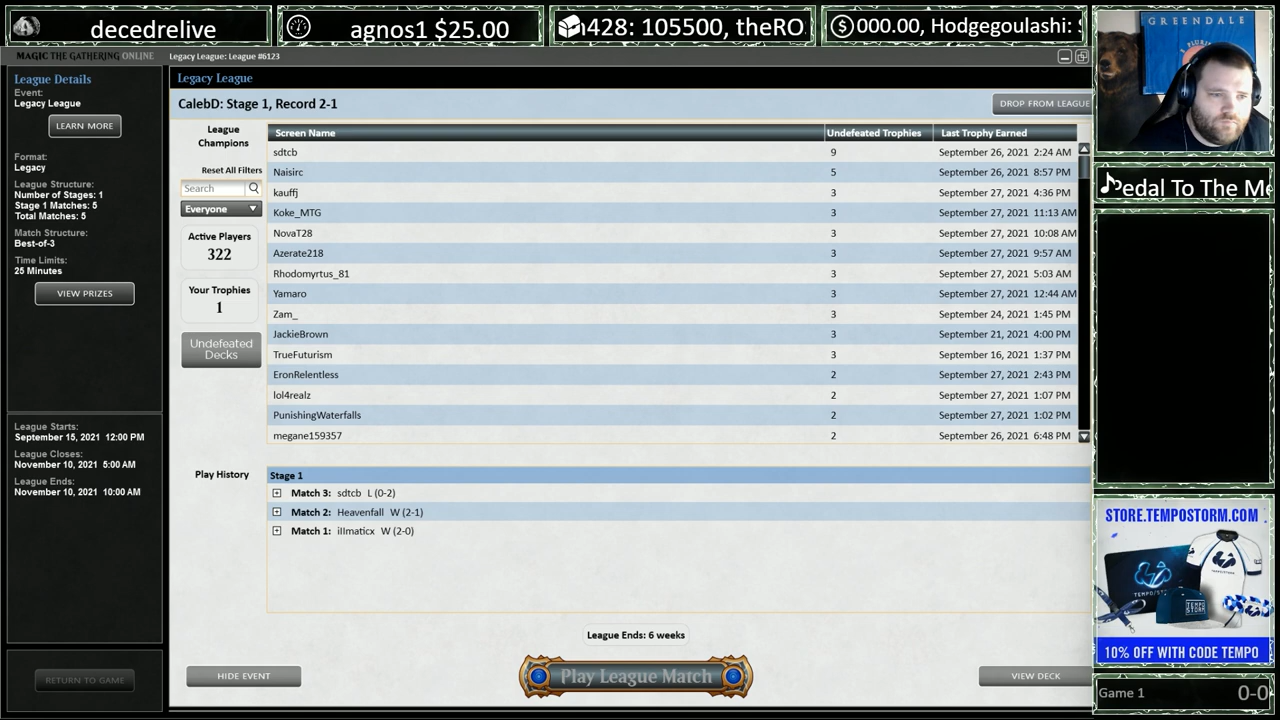 decedrelive
agnos1 $25.00
428: 105500, theRO
000.00, Hodgegoulashi:
GREENDALE
MAGIC THE GATHERING ONLINE
Legacy League: League #6123
League Details
Event:
Legacy League
LEARN MORE
Format:
Legacy
League Structure:
Number of Stages: 1
Stage 1 Matches: 5
Total Matches: 5
Match Structure:
Best-of-3
Time Limits:
25 Minutes
VIEW PRIZES
League Starts:
September 15, 2021 12:00 PM
League Closes:
November 10, 2021 5:00 AM
League Ends:
November 10, 2021 10:00 AM
RETURN TO GAME
Legacy League
CalebD: Stage 1, Record 2-1
DROP FROM LEAGUE
League
Champions
Reset All Filters
Search
Everyone
Active Players
322
Your Trophies
1
Undefeated
Decks
Screen Name Undefeated Trophies Last Trophy Earned
sdtcb 9 September 26, 2021 2:24 AM
Naisirc 5 September 26, 2021 8:57 PM
kauffj 3 September 27, 2021 4:36 PM
Koke_MTG 3 September 27, 2021 11:13 AM
NovaT28 3 September 27, 2021 10:08 AM
Azerate218 3 September 27, 2021 9:57 AM
Rhodomyrtus_81 3 September 27, 2021 5:03 AM
Yamaro 3 September 27, 2021 12:44 AM
Zam_ 3 September 24, 2021 1:45 PM
JackieBrown 3 September 21, 2021 4:00 PM
TrueFuturism 3 September 16, 2021 1:37 PM
EronRelentless 2 September 27, 2021 2:43 PM
lol4realz 2 September 27, 2021 1:07 PM
PunishingWaterfalls 2 September 27, 2021 1:02 PM
megane159357 2 September 26, 2021 6:48 PM
Play History
Stage 1
Match 3: sdtcb L (0-2)
Match 2: Heavenfall W (2-1)
Match 1: iIImaticx W (2-0)
League Ends: 6 weeks
HIDE EVENT
Play League Match
VIEW DECK
Pedal To The Me
STORE.TEMPOSTORM.COM
TEMPO/STORM
TEMPO
STORM
10% OFF WITH CODE TEMPO
Game 1 0-0